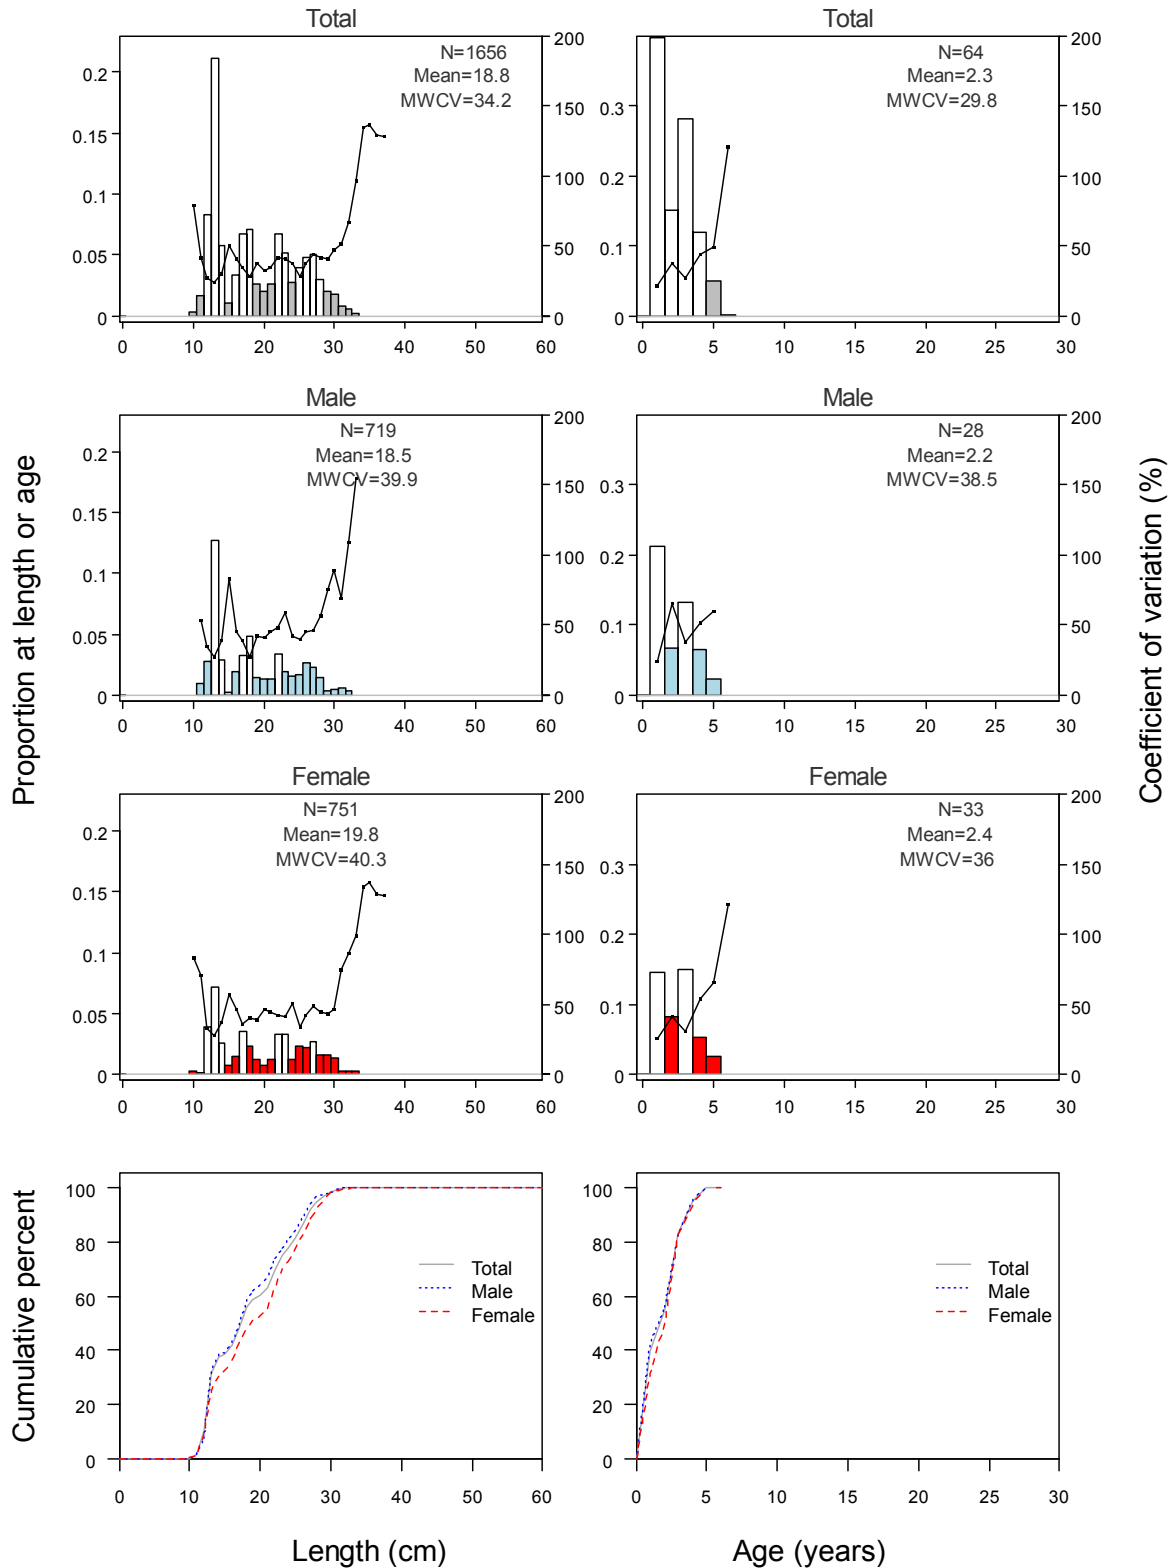 Total
Total
N=1656
Mean=18.8
MWCV=34.2
N=64
Mean=2.3
MWCV=29.8
0.2
0.15
0.1
0.05
0
0 10 20 30 40 50 60
200
150
100
50
0
0.3
0.2
0.1
0
0 5 10 15 20 25 30
200
150
100
50
0
Male
Male
N=719
Mean=18.5
MWCV=39.9
N=28
Mean=2.2
MWCV=38.5
0.2
0.15
0.1
0.05
0
0 10 20 30 40 50 60
200
150
100
50
0
0.3
0.2
0.1
0
0 5 10 15 20 25 30
200
150
100
50
0
Proportion at length or age
Coefficient of variation (%)
Female
Female
N=751
Mean=19.8
MWCV=40.3
N=33
Mean=2.4
MWCV=36
0.2
0.15
0.1
0.05
0
0 10 20 30 40 50 60
200
150
100
50
0
0.3
0.2
0.1
0
0 5 10 15 20 25 30
200
150
100
50
0
Cumulative percent
100
80
60
40
20
0
Total
Male
Female
0 10 20 30 40 50 60
Length (cm)
100
80
60
40
20
0
Total
Male
Female
0 5 10 15 20 25 30
Age (years)